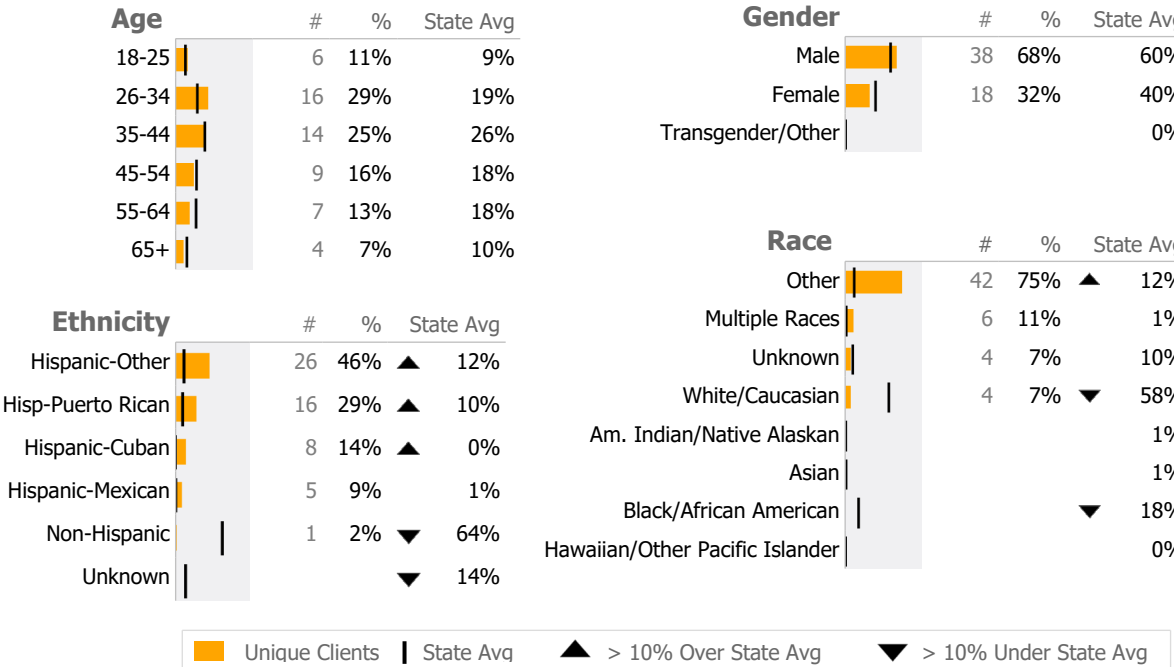 Age # % State Avg
18-25 6 11% 9%
26-34 16 29% 19%
35-44 14 25% 26%
45-54 9 16% 18%
55-64 7 13% 18%
65+ 4 7% 10%
Ethnicity # % State Avg
Hispanic-Other 26 46% ▲ 12%
Hisp-Puerto Rican 16 29% ▲ 10%
Hispanic-Cuban 8 14% ▲ 0%
Hispanic-Mexican 5 9% 1%
Non-Hispanic 1 2% ▼ 64%
Unknown ▼ 14%
Gender # % State Avg
Male 38 68% 60%
Female 18 32% 40%
Transgender/Other 0%
Race # % State Avg
Other 42 75% ▲ 12%
Multiple Races 6 11% 1%
Unknown 4 7% 10%
White/Caucasian 4 7% ▼ 58%
Am. Indian/Native Alaskan 1%
Asian 1%
Black/African American ▼ 18%
Hawaiian/Other Pacific Islander 0%
Unique Clients State Avg ▲ > 10% Over State Avg ▼ > 10% Under State Avg